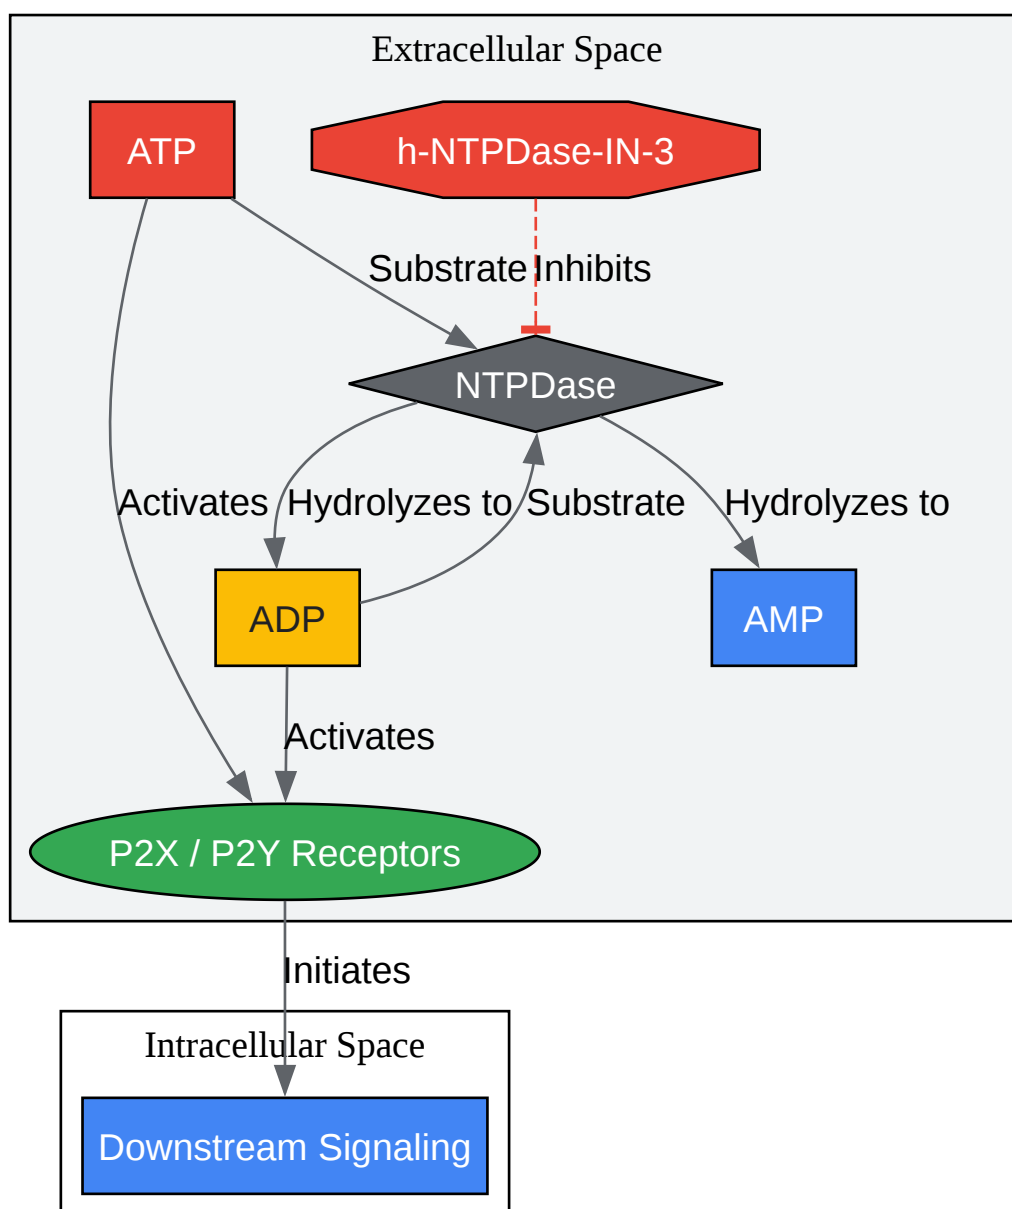 Extracellular Space
ATP
h-NTPDase-IN-3
Substrate
Inhibits
NTPDase
Activates
Hydrolyzes to
Substrate
Hydrolyzes to
ADP
AMP
Activates
P2X / P2Y Receptors
Initiates
Intracellular Space
Downstream Signaling